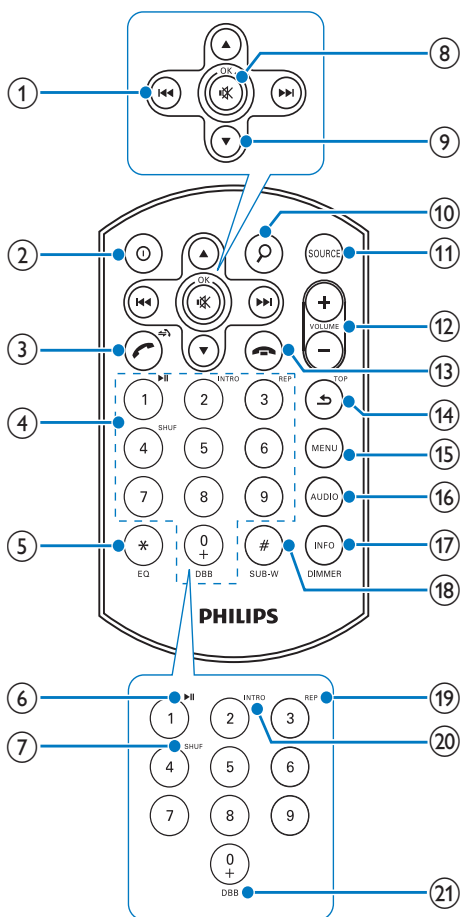 OK
1
8
9
10
2
SOURCE
11
OK
VOLUME
12
3
13
1
INTRO
2
REP
3
TOP
14
4
SHUF
4
5
6
MENU
15
7
8
9
AUDIO
16
5
*
EQ
0
+
DBB
#
SUB-W
INFO
DIMMER
17
18
PHILIPS
6
1
INTRO
2
REP
3
19
20
7
SHUF
4
5
6
7
8
9
0
+
DBB
21